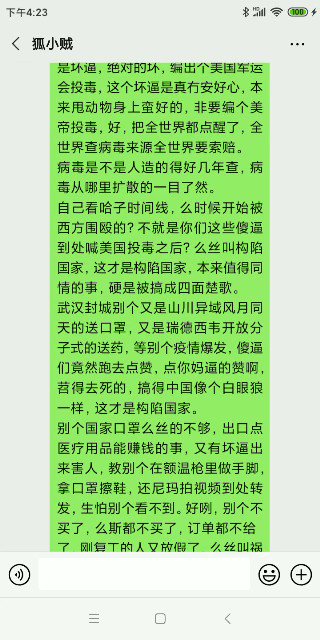 下午4:23
100
狐小贼
是坏逼，绝对的坏，编出个美国军运
会投毒，这个坏逼是真冇安好心，本
来甩动物身上蛮好的，非要编个美
帝投毒，好，把全世界都点醒了，全
世界查病毒来源全世界要索赔。
病毒是不是人造的得好几年查，病
毒从哪里扩散的一目了然。
自己看哈子时间线，么时候开始被
西方围殴的？不就是你们这些傻逼
到处喊美国投毒之后？么丝叫构陷
国家，这才是构陷国家，本来值得同
情的事，硬是被搞成四面楚歌。
武汉封城别个又是山川异域风月同
天的送口罩，又是瑞德西韦开放分
子式的送药，等别个疫情爆发，傻逼
们竟然跑去点赞，点你妈逼的赞啊，
苕得去死的，搞得中国像个白眼狼
一样，这才是构陷国家。
别个国家口罩么丝的不够，出口点
医疗用品能赚钱的事，又有坏逼出
来害人，教别个在额温枪里做手脚，
拿口罩擦鞋，还尼玛拍视频到处转
发，生怕别个看不到。好咧，别个不
买了，么斯都不买了，订单都不给
了，刚复工的人又放假了，么丝叫祸